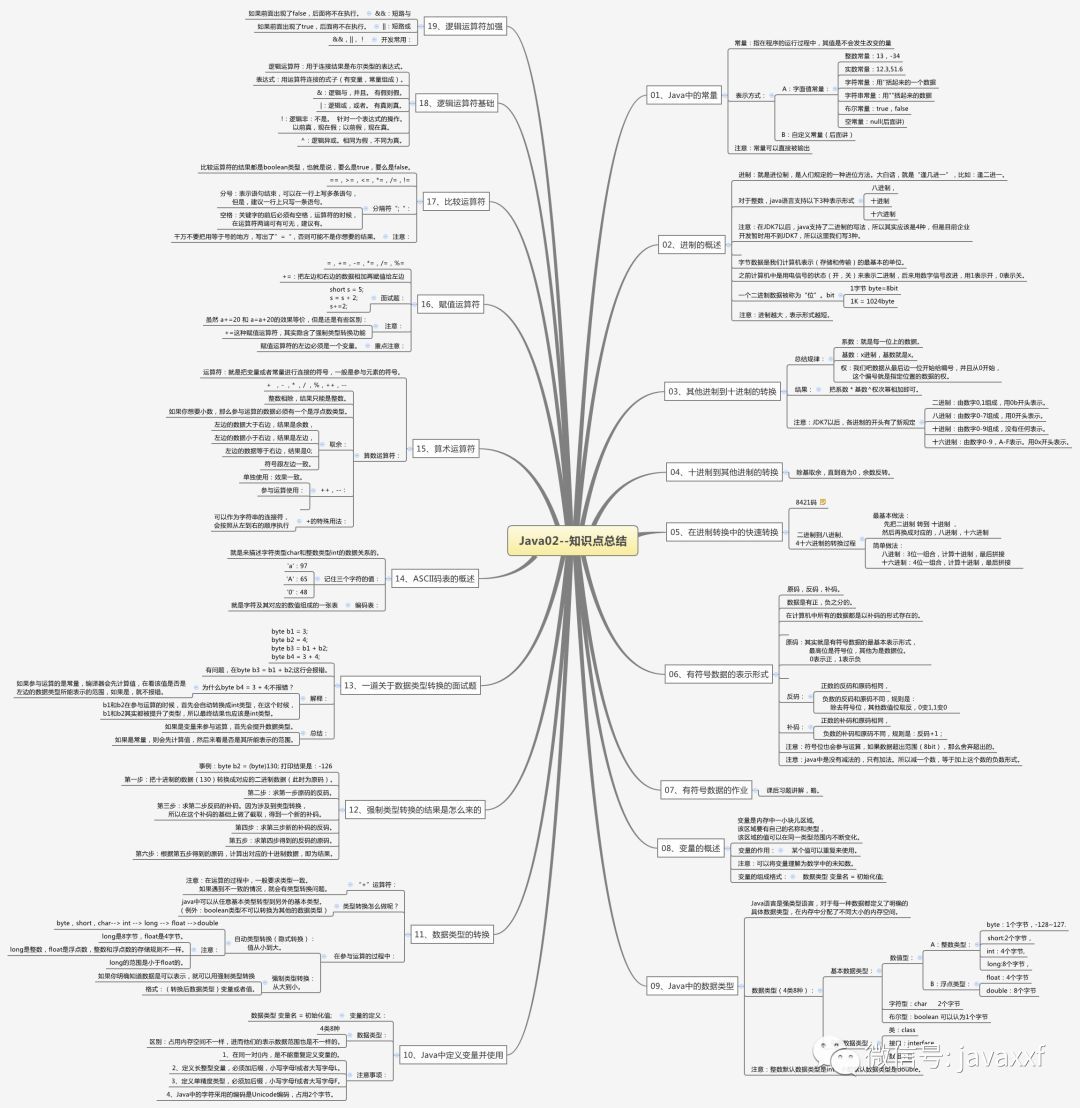 Java02--知识点总结
01、Java中的常量
常量：指在程序的运行过程中，其值是不会发生改变的量
表示方式：
A：字面值常量：
整数常量：13，-34
实数常量：12.3,51.6
字符常量：用''括起来的一个数据
字符串常量：用""括起来的数据
布尔常量：true，false
空常量：null(后面讲)
B：自定义常量（后面讲）
注意：常量可以直接被输出
02、进制的概述
进制：就是进位制，是人们规定的一种进位方法。大白话，就是“逢几进一”，比如：逢二进一。
对于整数，java语言支持以下3种表示形式
八进制，
十进制
十六进制
注意：在JDK7以后，java支持了二进制的写法，所以其实应该是4种，但是目前企业
开发暂时用不到JDK7，所以这里我们写3种。
字节数据是我们计算机表示（存储和传输）的最基本的单位。
之前计算机中是用电信号的状态（开，关）来表示二进制，后来用数字信号改进，用1表示开，0表示关。
一个二进制数据被称为“位”。bit
1字节 byte=8bit
1K = 1024byte
注意：进制越大，表示形式越短。
03、其他进制到十进制的转换
总结规律：
系数：就是每一位上的数据。
基数：x进制，基数就是x。
权：我们把数据从最后边一位开始给编号，并且从0开始，
这个编号就是指定位置的数据的权。
结果：
把系数 * 基数^权次幂相加即可。
注意：JDK7以后，各进制的开头有了新规定
二进制：由数字0,1组成，用0b开头表示。
八进制：由数字0-7组成，用0开头表示。
十进制：由数字0-9组成，没有任何表示。
十六进制：由数字0-9，A-F表示。用0x开头表示。
04、十进制到其他进制的转换
除基取余，直到商为0，余数反转。
05、在进制转换中的快速转换
8421码
二进制到八进制,
4十六进制的转换过程
最基本做法：
先把二进制 转到 十进制 ，
然后再换成对应的，八进制，十六进制
简单做法：
八进制：3位一组合，计算十进制，最后拼接
十六进制：4位一组合，计算十进制，最后拼接
06、有符号数据的表示形式
原码，反码，补码。
数据是有正，负之分的。
在计算机中所有的数据都是以补码的形式存在的。
原码：其实就是有符号数据的最基本表示形式，
最高位是符号位，其他为是数据位。
0表示正，1表示负
反码：
正数的反码和原码相同，
负数的反码和原码不同，规则是：
除去符号位，其他数值位取反，0变1,1变0
补码：
正数的补码和原码相同，
负数的补码和原码不同，规则是：反码+1；
注意：符号位也会参与运算，如果数据超出范围（8bit），那么舍弃超出的。
注意：java中是没有减法的，只有加法。所以减一个数，等于加上这个数的负数形式。
07、有符号数据的作业
课后习题讲解，略。
08、变量的概述
变量是内存中一小块儿区域,
该区域要有自己的名称和类型，
该区域的值可以在同一类型范围内不断变化。
变量的作用：
某个值可以重复来使用。
注意：可以将变量理解为数学中的未知数。
变量的组成格式：
数据类型 变量名 = 初始化值;
09、Java中的数据类型
Java语言是强类型语言，对于每一种数据都定义了明确的
具体数据类型，在内存中分配了不同大小的内存空间。
数据类型（4类8种）：
基本数据类型：
数值型：
A：整数类型：
byte：1个字节，-128~127.
short:2个字节，
int：4个字节,
long:8个字节，
B：浮点类型：
float：4个字节
double：8个字节
字符型：char 2个字节
布尔型：boolean 可以认为1个字节
数据类型：
类：class
接口：interface
注意：整数默认数据类型是int
默认数据类型是double。
微信号: javaxxf
10、Java中定义变量并使用
变量的定义：
数据类型 变量名 = 初始化值;
数据类型：
4类8种
区别：占用内存空间不一样，进而他们的表示数据范围也是不一样的。
注意事项：
1、在同一对{}内，是不能重复定义变量的。
2、定义长整型变量，必须加后缀，小写字母l或者大写字母L。
3、定义单精度类型，必须加后缀，小写字母f或者大写字母F。
4、Java中的字符采用的编码是Unicode编码，占用2个字节。
11、数据类型的转换
“+”运算符：
注意：在运算的过程中，一般要求类型一致。
如果遇到不一致的情况，就会有类型转换问题。
类型转换怎么做呢？
java中可以从任意基本类型转型到另外的基本类型。
（例外：boolean类型不可以转换为其他的数据类型）
在参与运算的过程中：
自动类型转换（隐式转换）：
值从小到大。
byte，short，char--> int --> long --> float -->double
注意：
long是8字节，float是4字节。
long是整数，float是浮点数，整数和浮点数的存储规则不一样。
long的范围是小于float的。
强制类型转换：
从大到小。
如果你明确知道数据是可以表示，就可以用强制类型转换
格式：（转换后数据类型）变量或者值。
12、强制类型转换的结果是怎么来的
事例：byte b2 = (byte)130; 打印结果是：-126
第一步：把十进制的数据（130）转换成对应的二进制数据（此时为原码）。
第二步：求第一步原码的反码。
第三步：求第二步反码的补码。因为涉及到类型转换，
所以在这个补码的基础上做了截取，得到一个新的补码。
第四步：求第三步新的补码的反码。
第五步：求第四步得到的反码的原码。
第六步：根据第五步得到的原码，计算出对应的十进制数据，即为结果。
13、一道关于数据类型转换的面试题
byte b1 = 3;
byte b2 = 4;
byte b3 = b1 + b2;
byte b4 = 3 + 4;
解释：
有问题，在byte b3 = b1 + b2;这行会报错。
为什么byte b4 = 3 + 4;不报错？
如果参与运算的是常量，编译器会先计算值，在看该值是否是
左边的数据类型所能表示的范围，如果是，就不报错。
b1和b2在参与运算的时候，首先会自动转换成int类型，在这个时候，
b1和b2其实都被提升了类型，所以最终结果也应该是int类型。
总结：
如果是变量来参与运算，首先会提升数据类型。
如果是常量，则会先计算值，然后来看是否是其所能表示的范围。
14、ASCII码表的概述
就是来描述字符类型char和整数类型int的数据关系的。
记住三个字符的值：
'a'：97
'A'：65
'0'：48
编码表：
就是字符及其对应的数值组成的一张表
15、算术运算符
运算符：就是把变量或者常量进行连接的符号，一般是参与元素的符号。
算数运算符：
+ ，- ，* ，/ ，% ，++ ，--
整数相除，结果只能是整数。
如果你想要小数，那么参与运算的数据必须有一个是浮点数类型。
取余：
左边的数据大于右边，结果是余数，
左边的数据小于右边，结果是左边，
左边的数据等于右边，结果是0;
符号跟左边一致。
++，--：
单独使用：效果一致。
参与运算使用：
+的特殊用法：
可以作为字符串的连接符，
会按照从左到右的顺序执行
16、赋值运算符
= ，+= ，-= ，*= ，/= ，%=
+=：把左边和右边的数据相加再赋值给左边
面试题：
short s = 5;
s = s + 2;
s+=2;
注意：
虽然 a+=20 和 a=a+20的效果等价，但是还是有些区别：
+=这种赋值运算符，其实隐含了强制类型转换功能
重点注意：
赋值运算符的左边必须是一个变量。
17、比较运算符
比较运算符的结果都是boolean类型，也就是说，要么是true，要么是false。
==，>=，<=，*=，/=，!=
分隔符“；”：
分号：表示语句结束，可以在一行上写多条语句，
但是，建议一行上只写一条语句。
空格：关键字的前后必须有空格，运算符的时候，
在运算符两端可有可无，建议有。
注意：
千万不要把用等于号的地方，写出了“=“，否则可能不是你想要的结果。
18、逻辑运算符基础
逻辑运算符：用于连接结果是布尔类型的表达式。
表达式：用运算符连接的式子（有变量，常量组成）。
&：逻辑与，并且。有假则假。
|：逻辑或，或者。有真则真。
!：逻辑非：不是。 针对一个表达式的操作。
以前真，现在假；以前假，现在真。
^：逻辑异或。相同为假，不同为真。
19、逻辑运算符加强
&&：短路与
如果前面出现了false，后面将不在执行。
||：短路或
如果前面出现了true，后面将不在执行。
开发常用：
&&，||，！